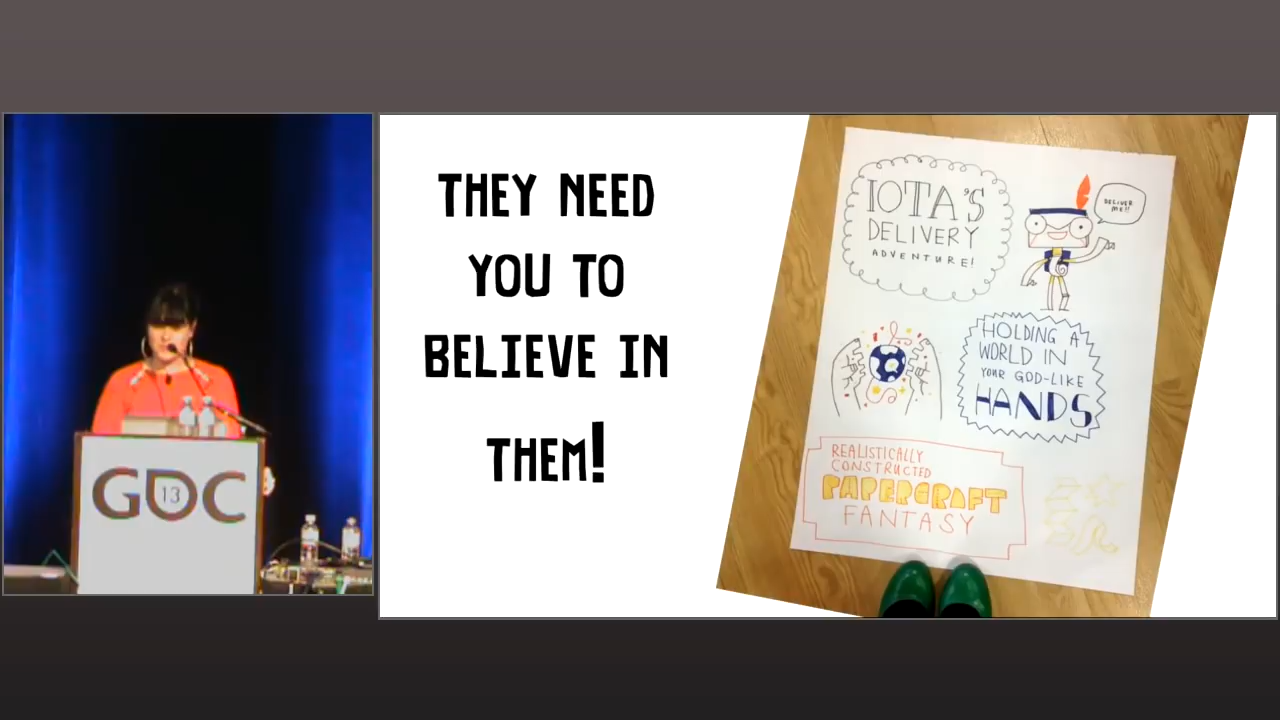 GDC
13
THEY NEED
YOU TO
BELIEVE IN
THEM!
IOTA'S
DELIVERY
ADVENTURE!
DELIVER
ME!!
HOLDING A
WORLD IN
YOUR GOD-LIKE
HANDS
REALISTICALLY
CONSTRUCTED
PAPERCRAFT
FANTASY